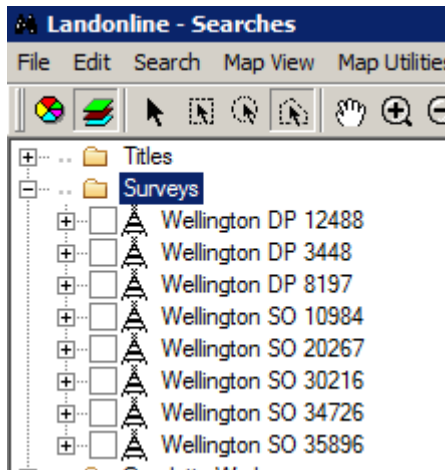 Landonline - Searches
File Edit Search Map View Map Utilities
Titles
Surveys
Wellington DP 12488
Wellington DP 3448
Wellington DP 8197
Wellington SO 10984
Wellington SO 20267
Wellington SO 30216
Wellington SO 34726
Wellington SO 35896